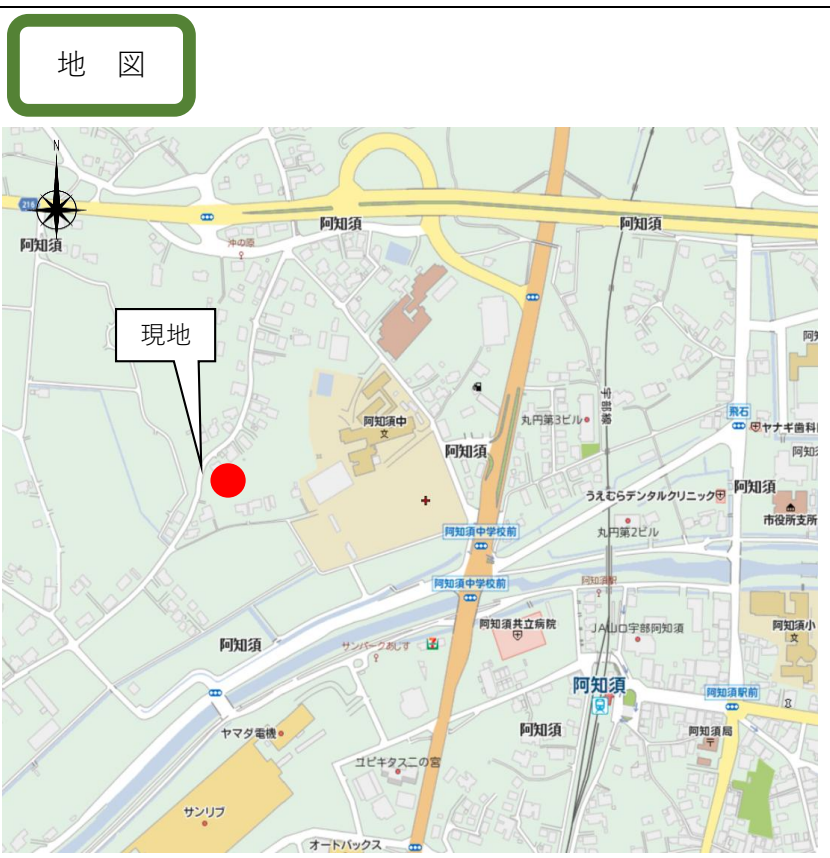 地 図
N
218
阿知須
沖の原
阿知須
阿知須
現地
阿知須中
文
阿知須
丸円第3ビル
宇部線
飛石
ヤナギ歯科
阿知須
うえむらデンタルクリニック
市役所支所
丸円第2ビル
阿知須中学校前
阿知須中学校前
阿知須駅
阿知須
サンパークあじす
阿知須共立病院
JA山口宇部阿知須
阿知須小
文
阿知須
阿知須駅前
阿知須
阿知須局
ヤマダ電機
ユビキタス二の宮
サンリブ
オートバックス